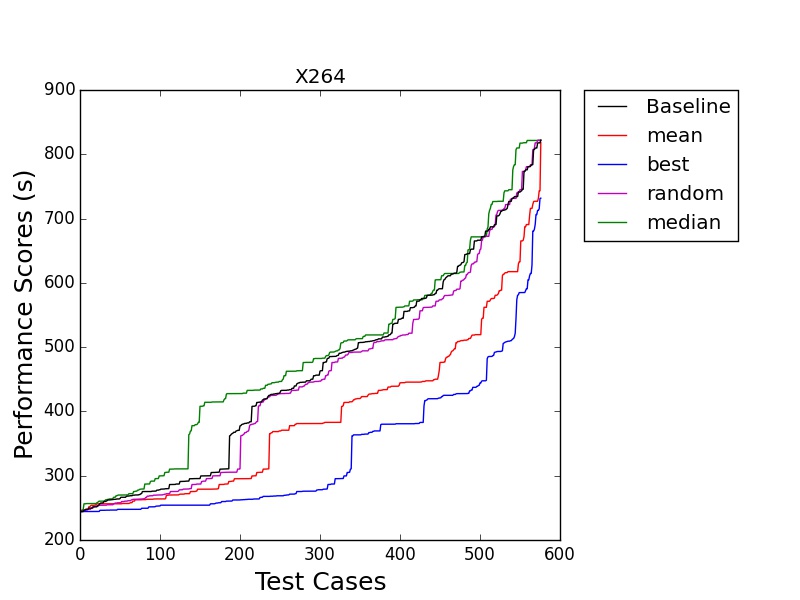 X264
900
800
700
600
500
400
300
200
0 100 200 300 400 500 600
Performance Scores (s)
Test Cases
Baseline
mean
best
random
median